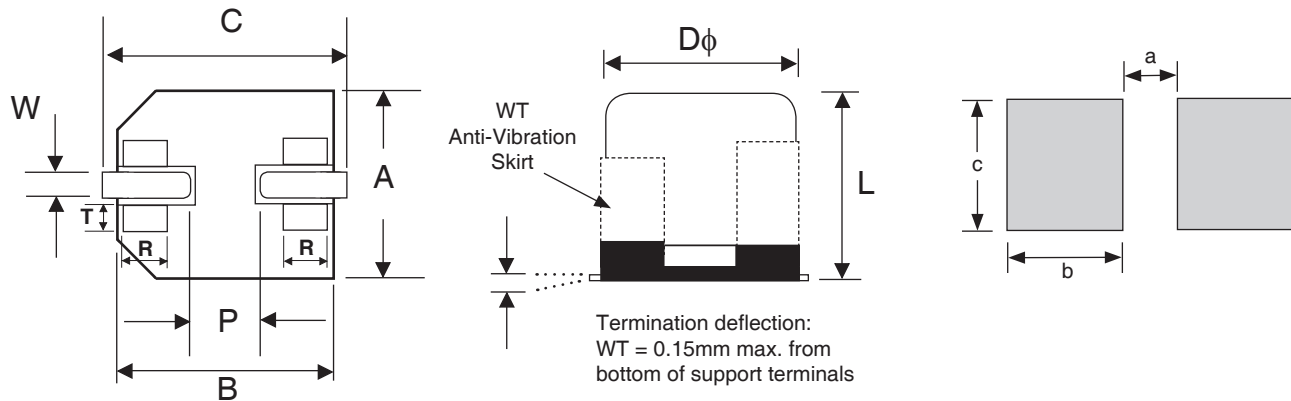 C
W
A
T
R
R
P
B
Dϕ
WT
Anti-Vibration
Skirt
L
Termination deflection:
WT = 0.15mm max. from
bottom of support terminals
a
c
b